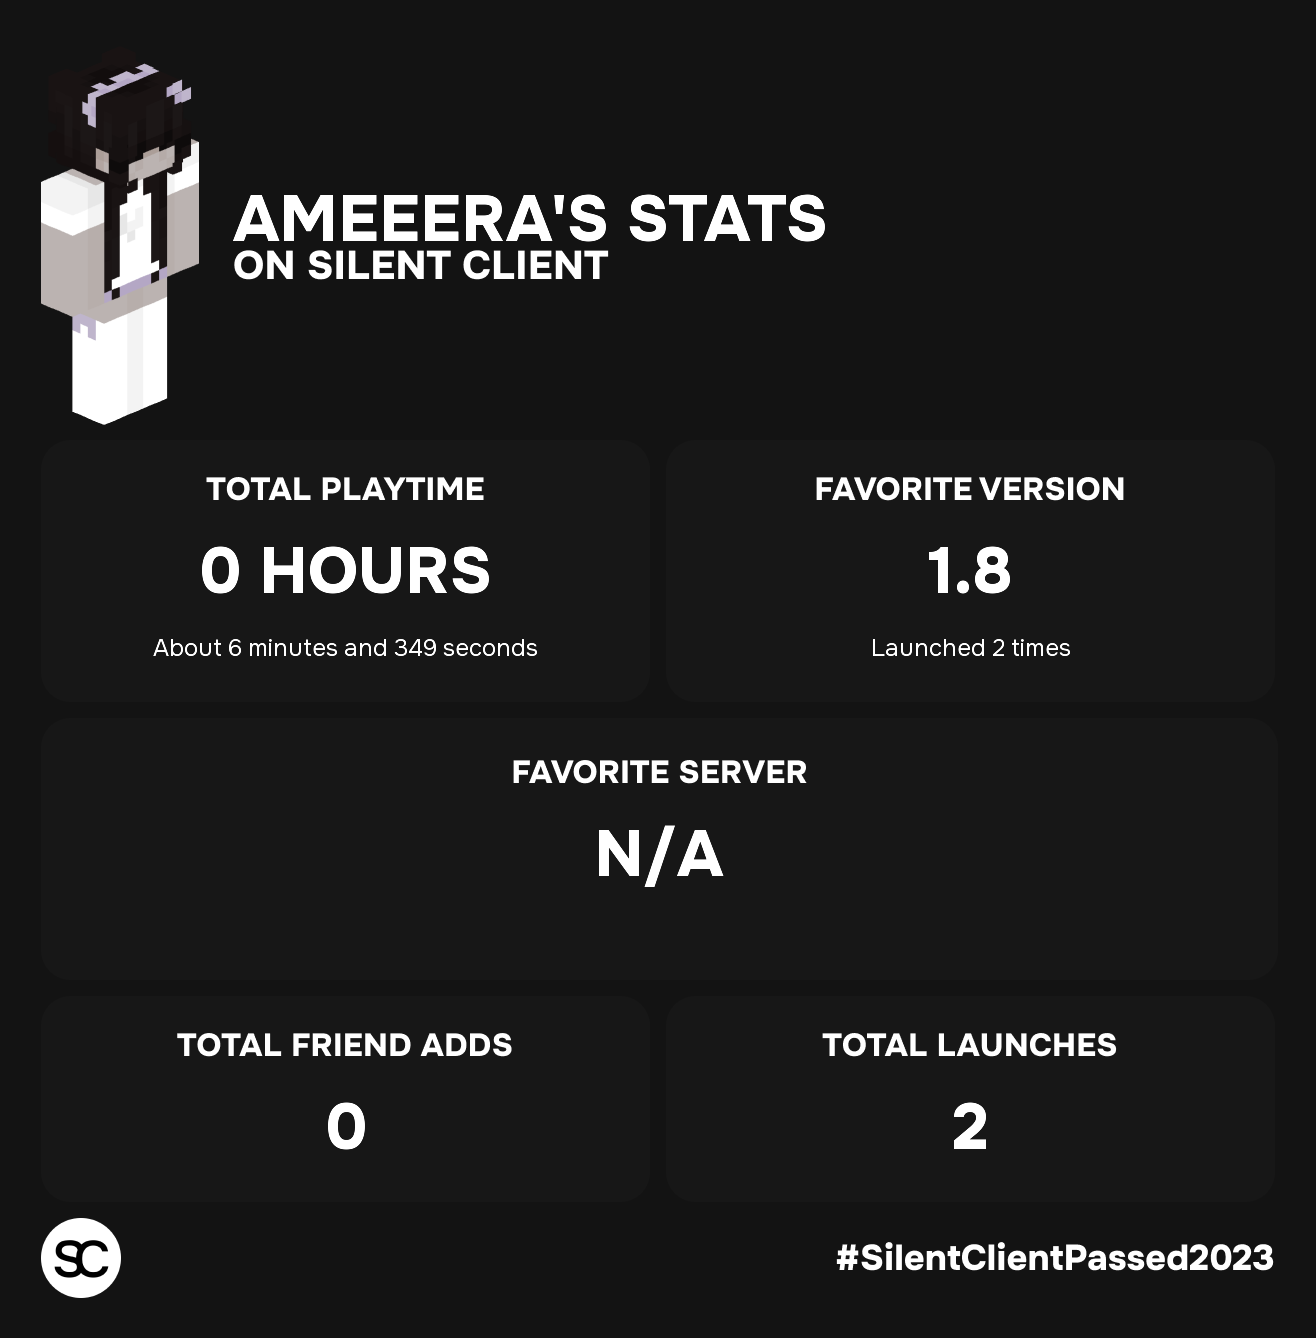 AMEEERA'S STATS
ON SILENT CLIENT
TOTAL PLAYTIME
0 HOURS
About 6 minutes and 349 seconds
FAVORITE VERSION
1.8
Launched 2 times
FAVORITE SERVER
N/A
TOTAL FRIEND ADDS
0
TOTAL LAUNCHES
2
SC
#SilentClientPassed2023